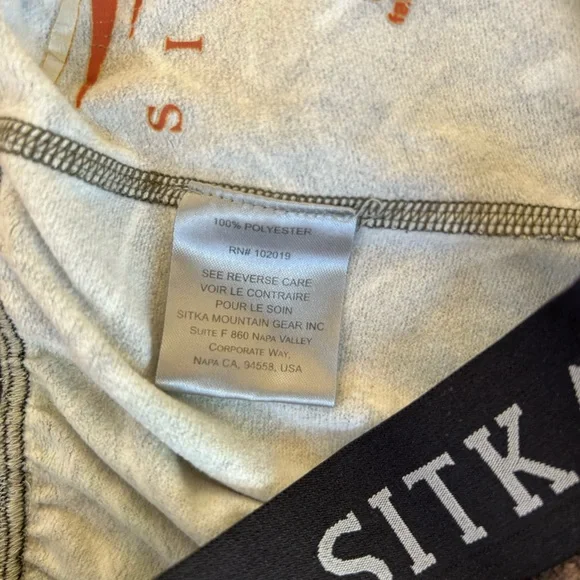 S I
100% POLYESTER
RN# 102019
SEE REVERSE CARE
VOIR LE CONTRAIRE
POUR LE SOIN
SITKA MOUNTAIN GEAR INC
SUITE F 860 NAPA VALLEY
CORPORATE WAY,
NAPA CA, 94558, USA
SITKA